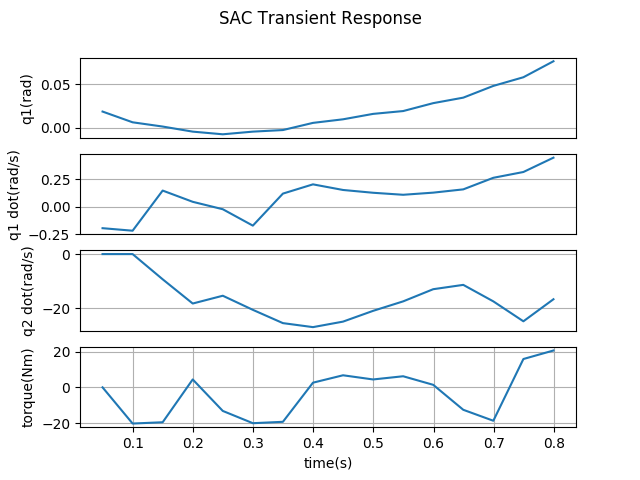 SAC Transient Response
q1(rad)
0.05
0.00
q1 dot(rad/s)
0.25
0.00
−0.25
q2 dot(rad/s)
0
−20
torque(Nm)
20
0
−20
0.1 0.2 0.3 0.4 0.5 0.6 0.7 0.8
time(s)